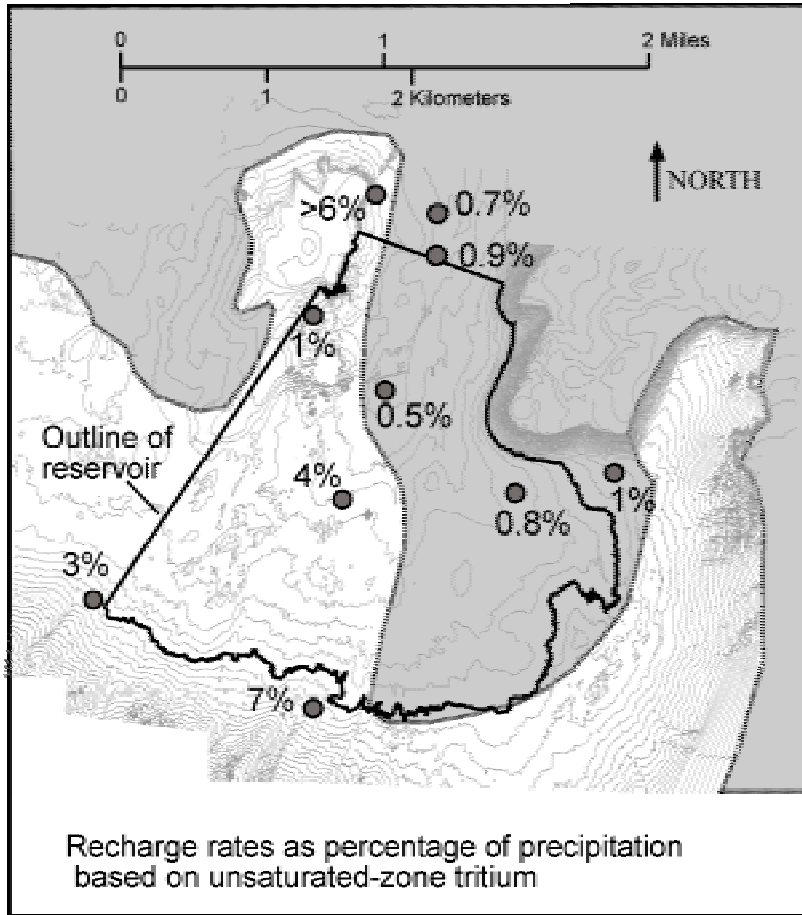 0 1 2 Miles
0 1 2 Kilometers
NORTH
>6%
0.7%
0.9%
1%
0.5%
Outline of
reservoir
4%
1%
0.8%
3%
7%
Recharge rates as percentage of precipitation
based on unsaturated-zone tritium